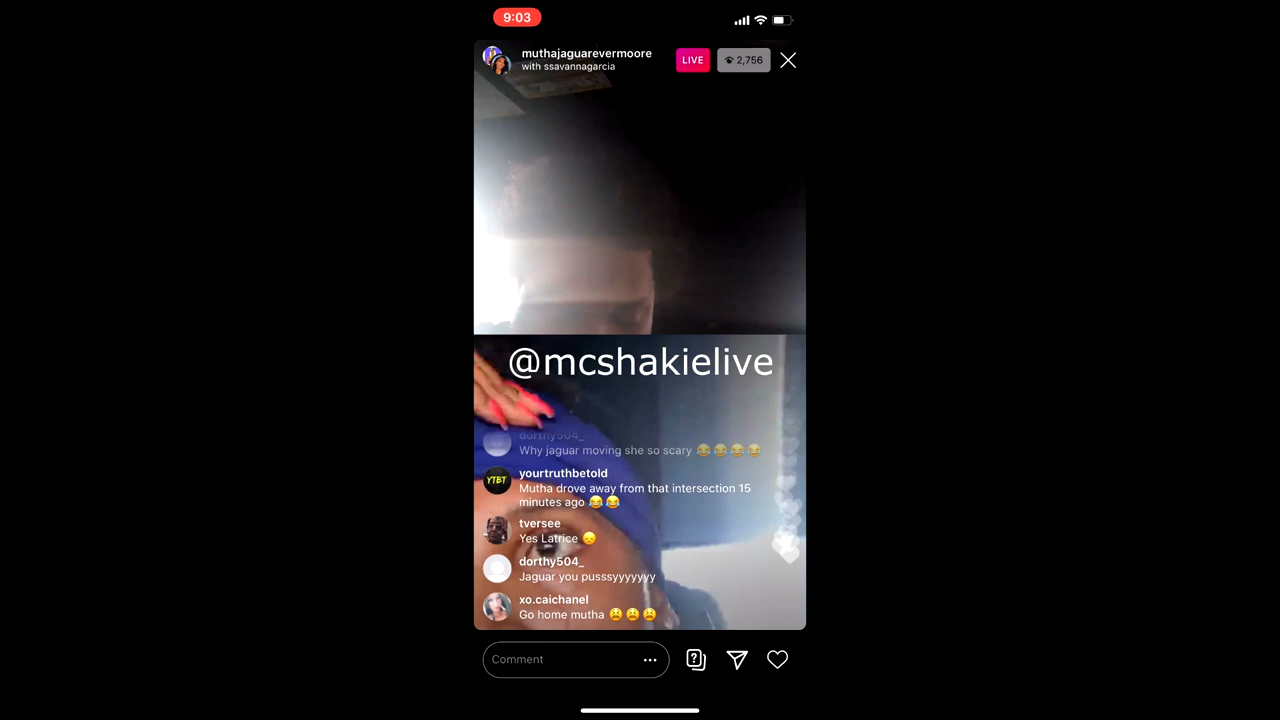 9:03
muthajaguarevermoore
with ssavannagarcia
LIVE
2,756
@mcshakielive
dorthy504_
Why jaguar moving she so scary 😂😂😂😂
YTBT
yourtruthbetold
Mutha drove away from that intersection 15
minutes ago 😂😂
tversee
Yes Latrice 😞
dorthy504_
Jaguar you pusssyyyyyyy
xo.caichanel
Go home mutha 😫😫😫
Comment